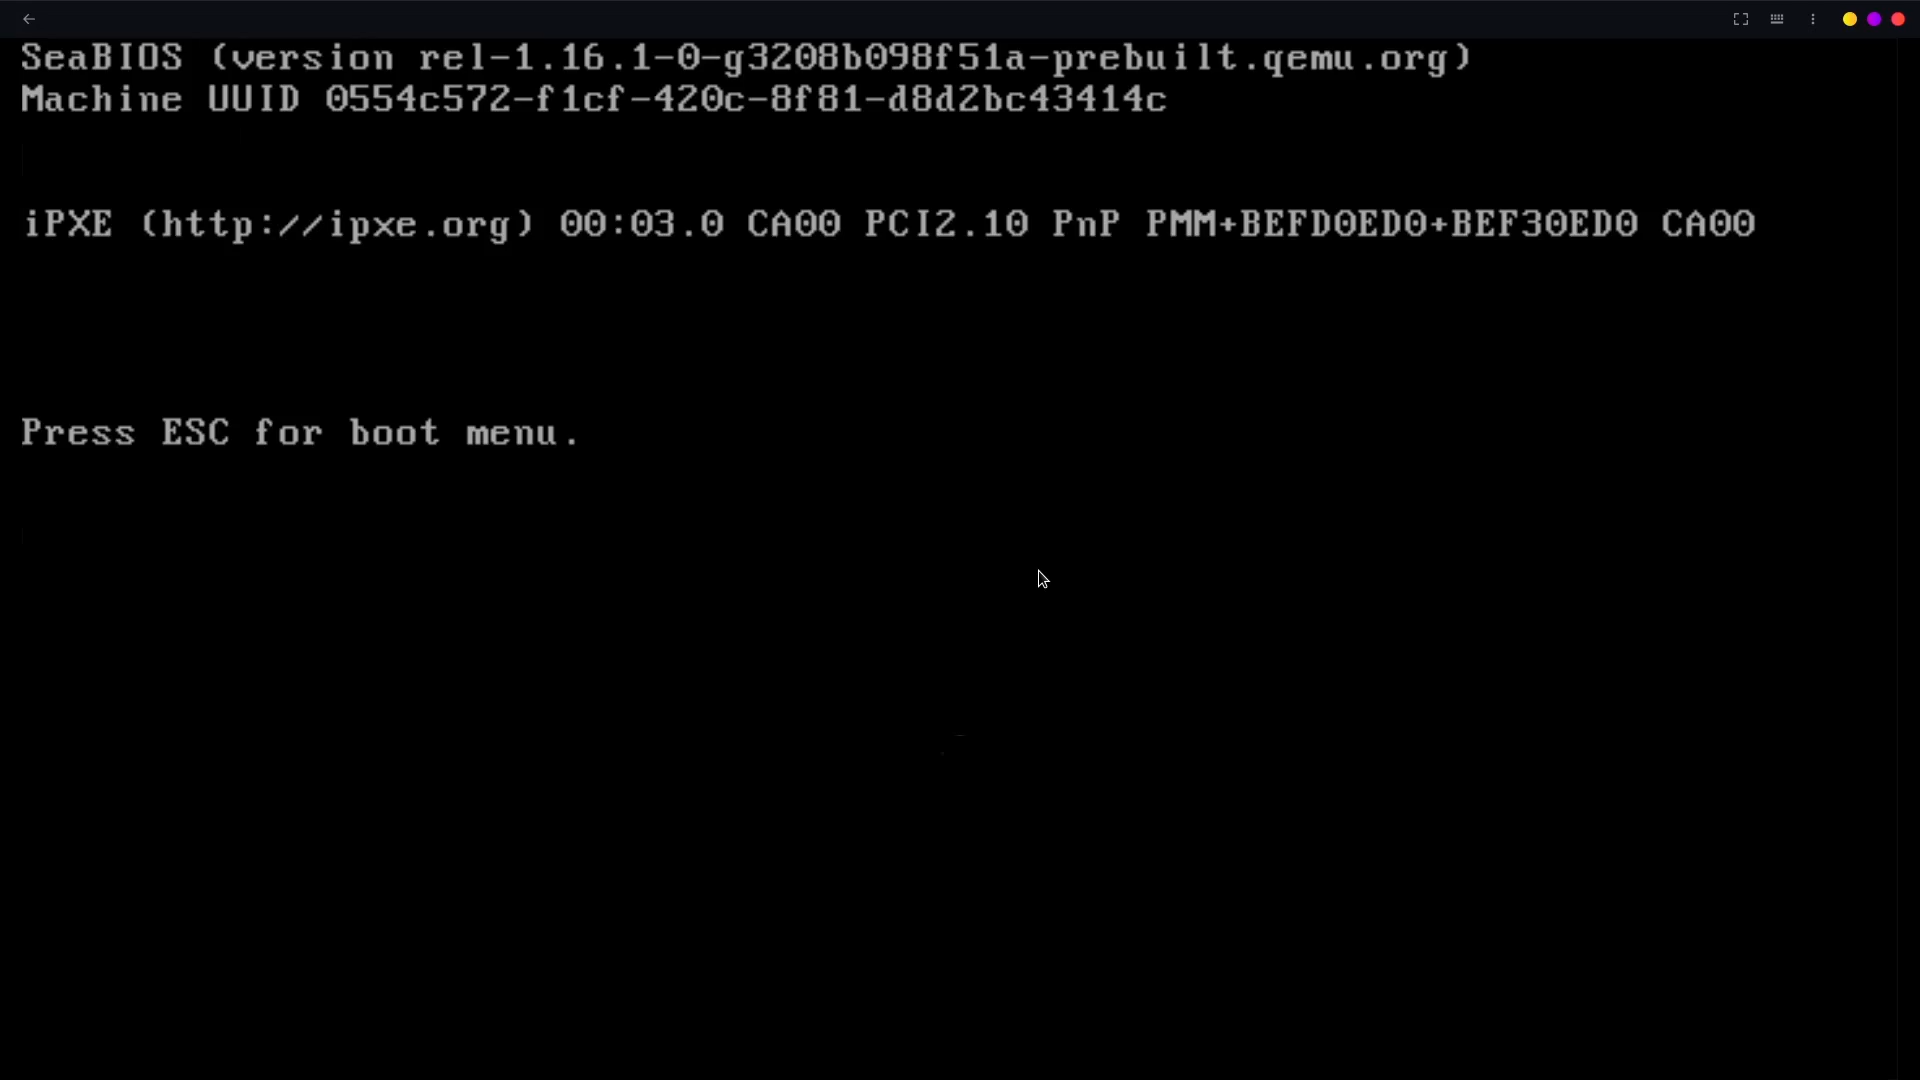 SeaBIOS (version rel-1.16.1-0-g3208b098f51a-prebuilt.qemu.org)
Machine UUID 0554c572-f1cf-420c-8f81-d8d2bc43414c
iPXE (http://ipxe.org) 00:03.0 CA00 PCI2.10 PnP PMM+BEFD0ED0+BEF30ED0 CA00
Press ESC for boot menu.